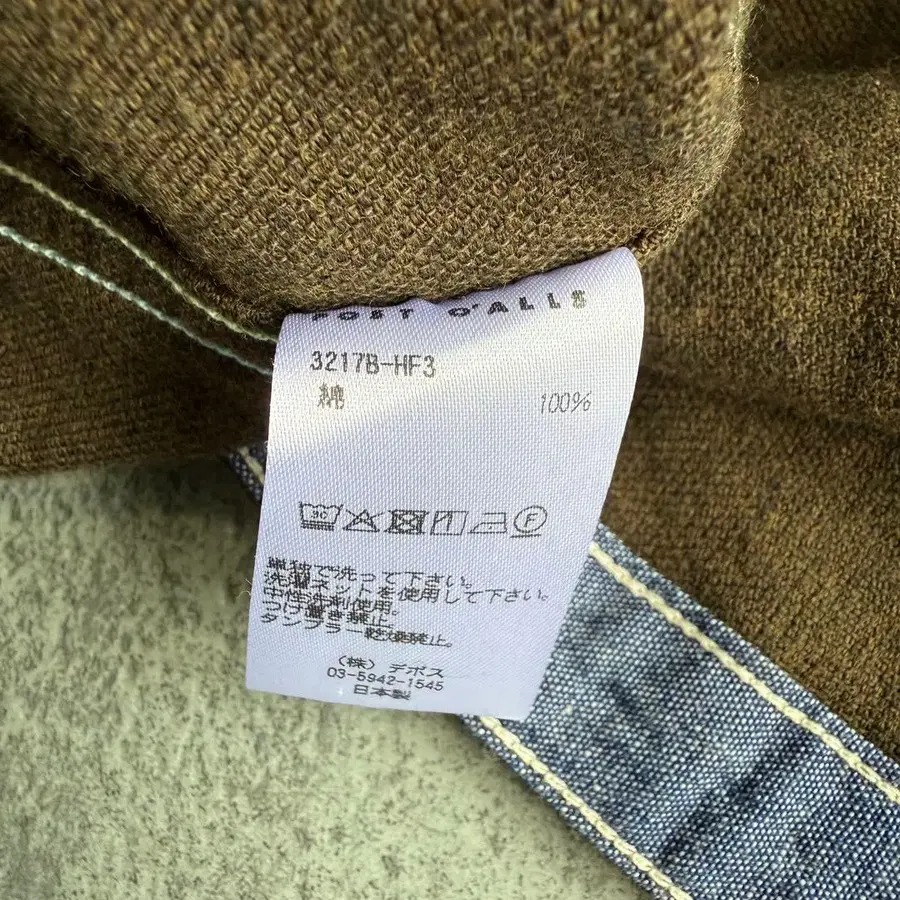 POST O'ALLS
3217B-HF3
綿 100%
30 F
単独で洗って下さい。
洗濯ネットを使用して下さい。
中性洗剤使用。
つけ置き禁止。
タンブラー乾燥禁止。
(株) デポス
03-5942-1545
日本製